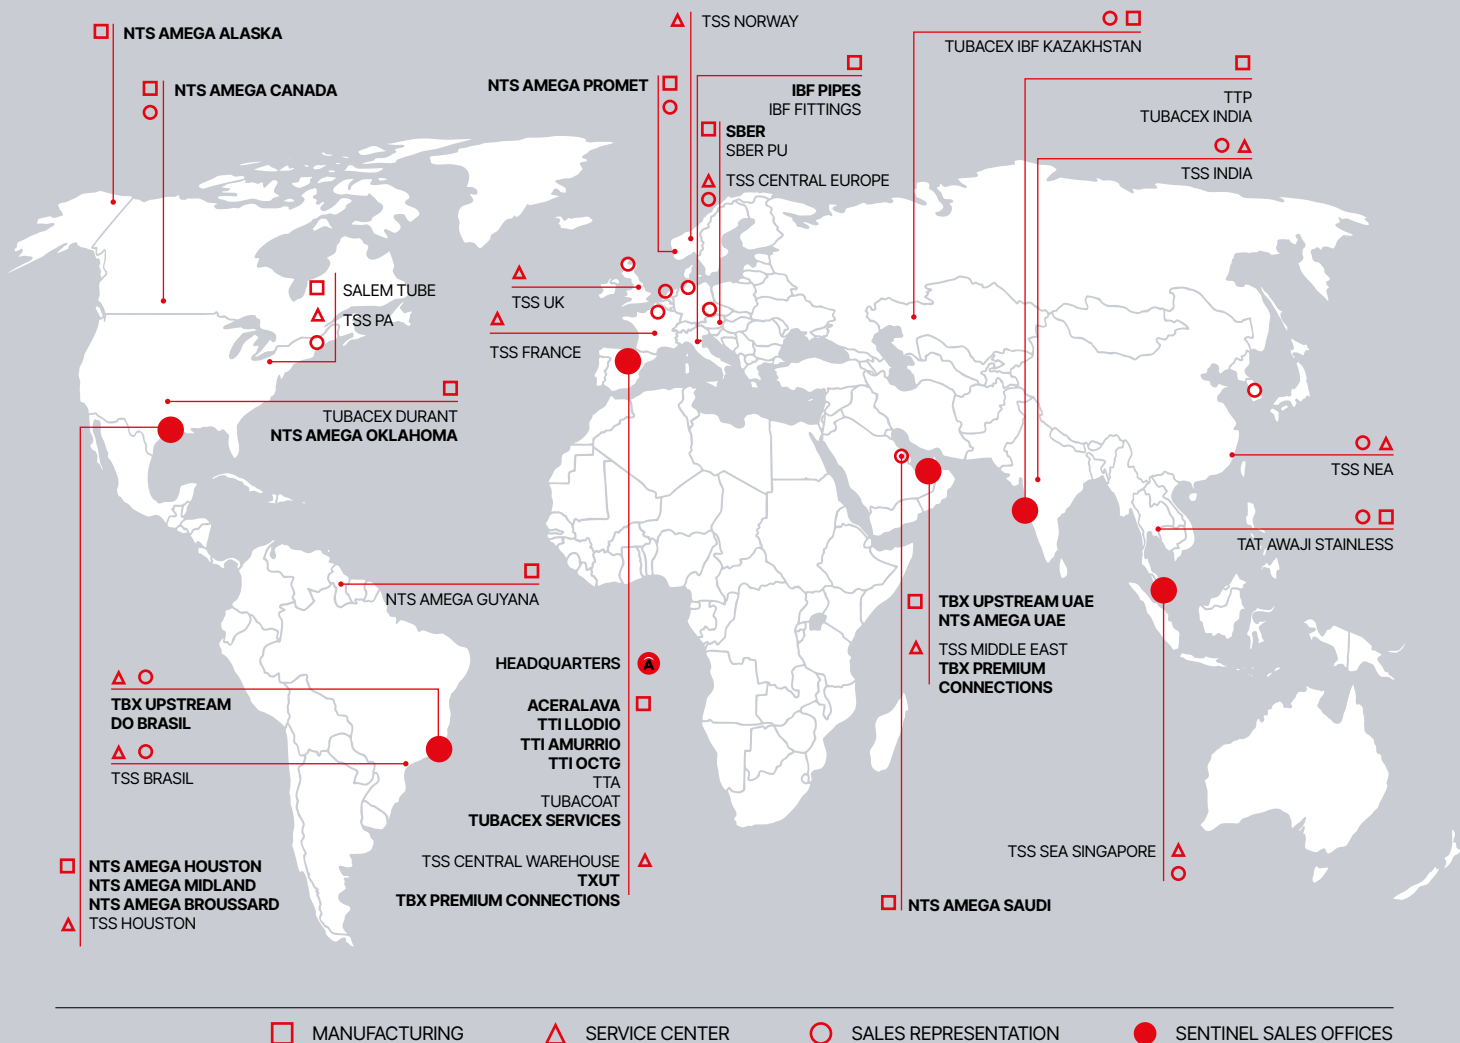 NTS AMEGA ALASKA
NTS AMEGA CANADA
TSS NORWAY
NTS AMEGA PROMET
IBF PIPES
IBF FITTINGS
SBER
SBER PU
TSS CENTRAL EUROPE
TUBACEX IBF KAZAKHSTAN
TTP
TUBACEX INDIA
TSS INDIA
SALEM TUBE
TSS PA
TSS UK
TSS FRANCE
TUBACEX DURANT
NTS AMEGA OKLAHOMA
TSS NEA
TAT AWAJI STAINLESS
NTS AMEGA GUYANA
TBX UPSTREAM UAE
NTS AMEGA UAE
TSS MIDDLE EAST
TBX PREMIUM
CONNECTIONS
HEADQUARTERS
A
ACERALAVA
TTI LLODIO
TTI AMURRIO
TTI OCTG
TTA
TUBACOAT
TUBACEX SERVICES
TSS CENTRAL WAREHOUSE
TXUT
TBX PREMIUM CONNECTIONS
TBX UPSTREAM
DO BRASIL
TSS BRASIL
NTS AMEGA HOUSTON
NTS AMEGA MIDLAND
NTS AMEGA BROUSSARD
TSS HOUSTON
TSS SEA SINGAPORE
NTS AMEGA SAUDI
MANUFACTURING
SERVICE CENTER
SALES REPRESENTATION
SENTINEL SALES OFFICES